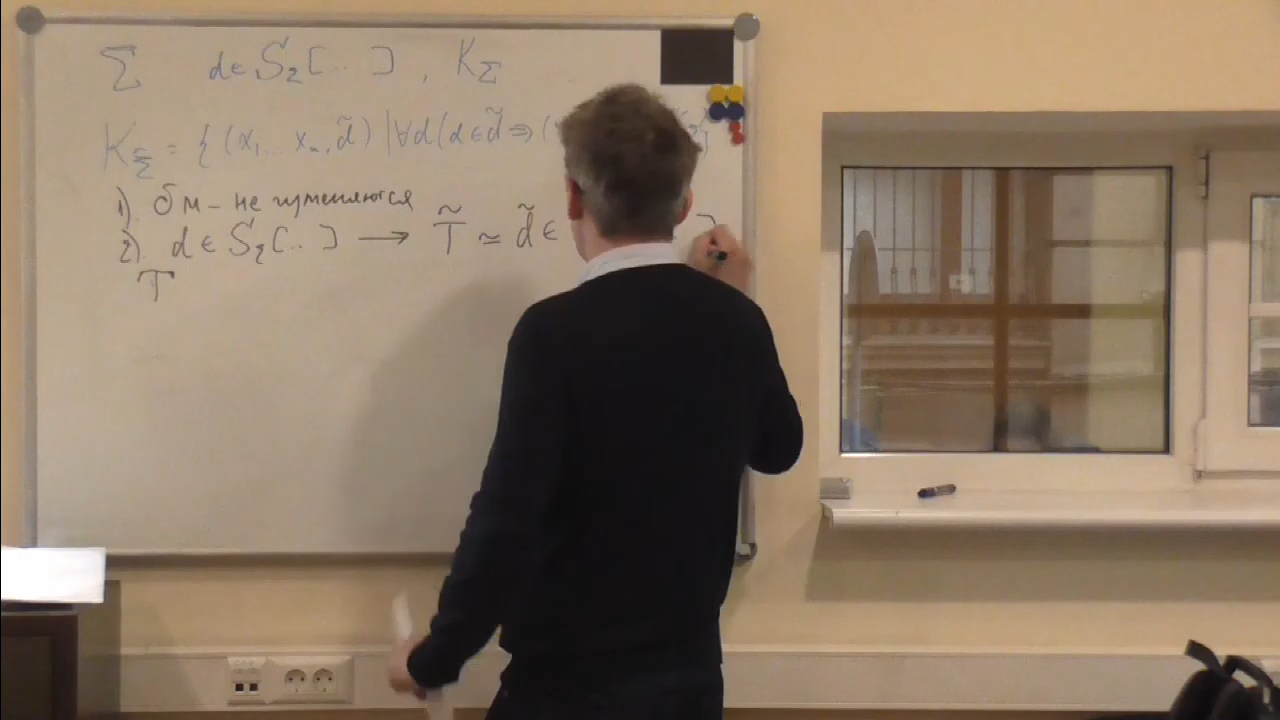 Σ d∈S₂[...], K_Σ
K_Σ = { (x₁... xₙ, d̃) | ∀d(d∈d̃ ⇒ (
1). бм – не изменяются
2). d∈S₂[..] ⟶ T̃ ≃ d̃ ∈ ]
T